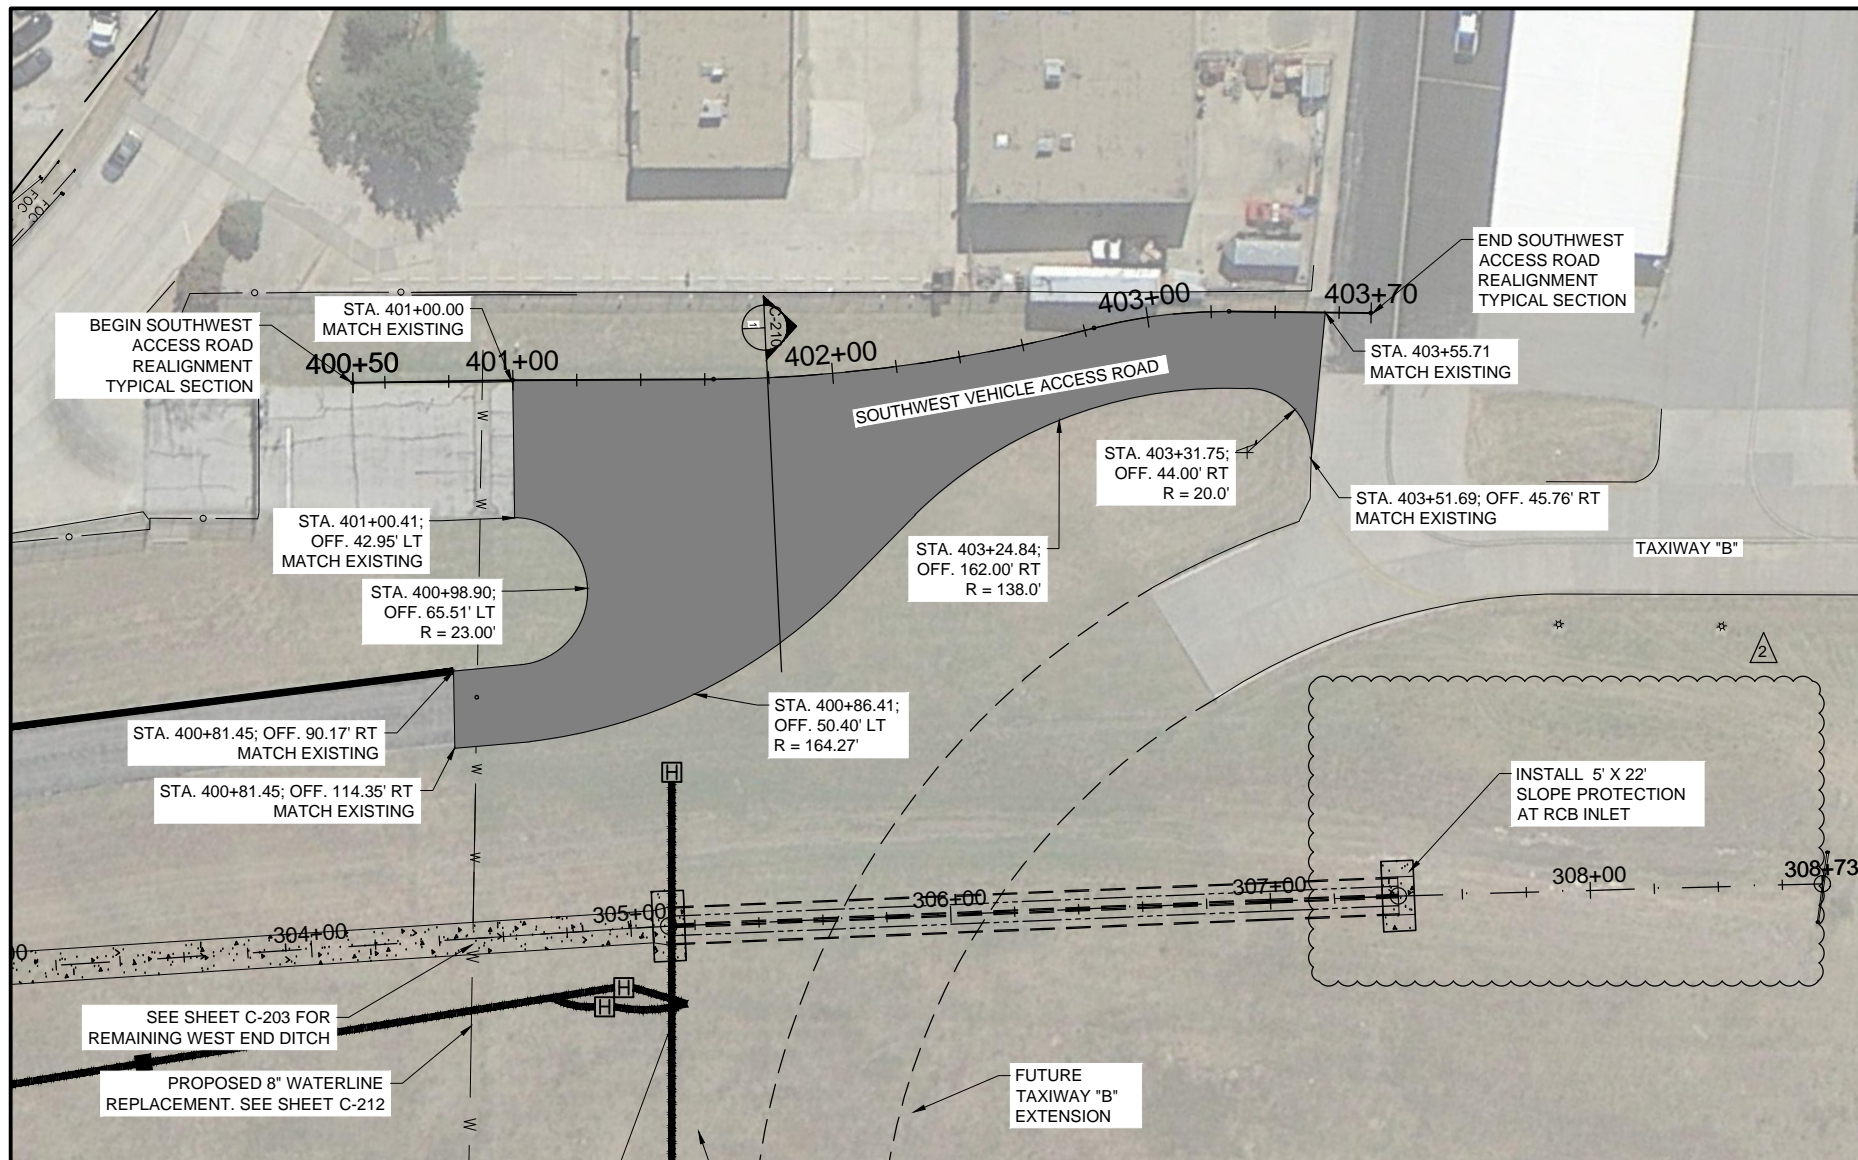 FOC
FOC
END SOUTHWEST
ACCESS ROAD
REALIGNMENT
TYPICAL SECTION
BEGIN SOUTHWEST
ACCESS ROAD
REALIGNMENT
TYPICAL SECTION
STA. 401+00.00
MATCH EXISTING
400+50
401+00
C-210
1
402+00
403+00
403+70
SOUTHWEST VEHICLE ACCESS ROAD
STA. 403+55.71
MATCH EXISTING
W
W
STA. 403+31.75;
OFF. 44.00' RT
R = 20.0'
STA. 403+51.69; OFF. 45.76' RT
MATCH EXISTING
STA. 401+00.41;
OFF. 42.95' LT
MATCH EXISTING
STA. 403+24.84;
OFF. 162.00' RT
R = 138.0'
TAXIWAY "B"
STA. 400+98.90;
OFF. 65.51' LT
R = 23.00'
2
STA. 400+86.41;
OFF. 50.40' LT
R = 164.27'
STA. 400+81.45; OFF. 90.17' RT
MATCH EXISTING
STA. 400+81.45; OFF. 114.35' RT
MATCH EXISTING
W
W
H
INSTALL 5' X 22'
SLOPE PROTECTION
AT RCB INLET
00
304+00
305+00
306+00
307+00
308+00
308+73
W
H
H
SEE SHEET C-203 FOR
REMAINING WEST END DITCH
W
PROPOSED 8" WATERLINE
REPLACEMENT. SEE SHEET C-212
W
FUTURE
TAXIWAY "B"
EXTENSION